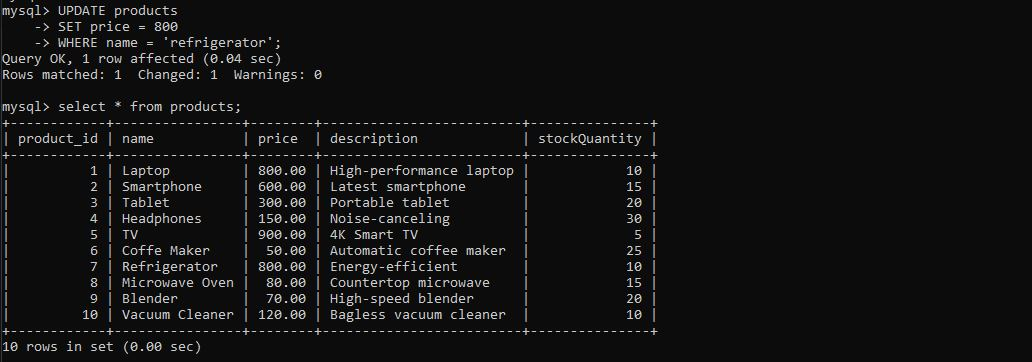 mysql> UPDATE products
    -> SET price = 800
    -> WHERE name = 'refrigerator';
Query OK, 1 row affected (0.04 sec)
Rows matched: 1  Changed: 1  Warnings: 0

mysql> select * from products;
+------------+----------------+--------+-------------------------+---------------+
| product_id | name           | price  | description             | stockQuantity |
+------------+----------------+--------+-------------------------+---------------+
|          1 | Laptop         | 800.00 | High-performance laptop |            10 |
|          2 | Smartphone     | 600.00 | Latest smartphone       |            15 |
|          3 | Tablet         | 300.00 | Portable tablet         |            20 |
|          4 | Headphones     | 150.00 | Noise-canceling         |            30 |
|          5 | TV             | 900.00 | 4K Smart TV             |             5 |
|          6 | Coffe Maker    |  50.00 | Automatic coffee maker  |            25 |
|          7 | Refrigerator   | 800.00 | Energy-efficient        |            10 |
|          8 | Microwave Oven |  80.00 | Countertop microwave    |            15 |
|          9 | Blender        |  70.00 | High-speed blender      |            20 |
|         10 | Vacuum Cleaner | 120.00 | Bagless vacuum cleaner  |            10 |
+------------+----------------+--------+-------------------------+---------------+
10 rows in set (0.00 sec)